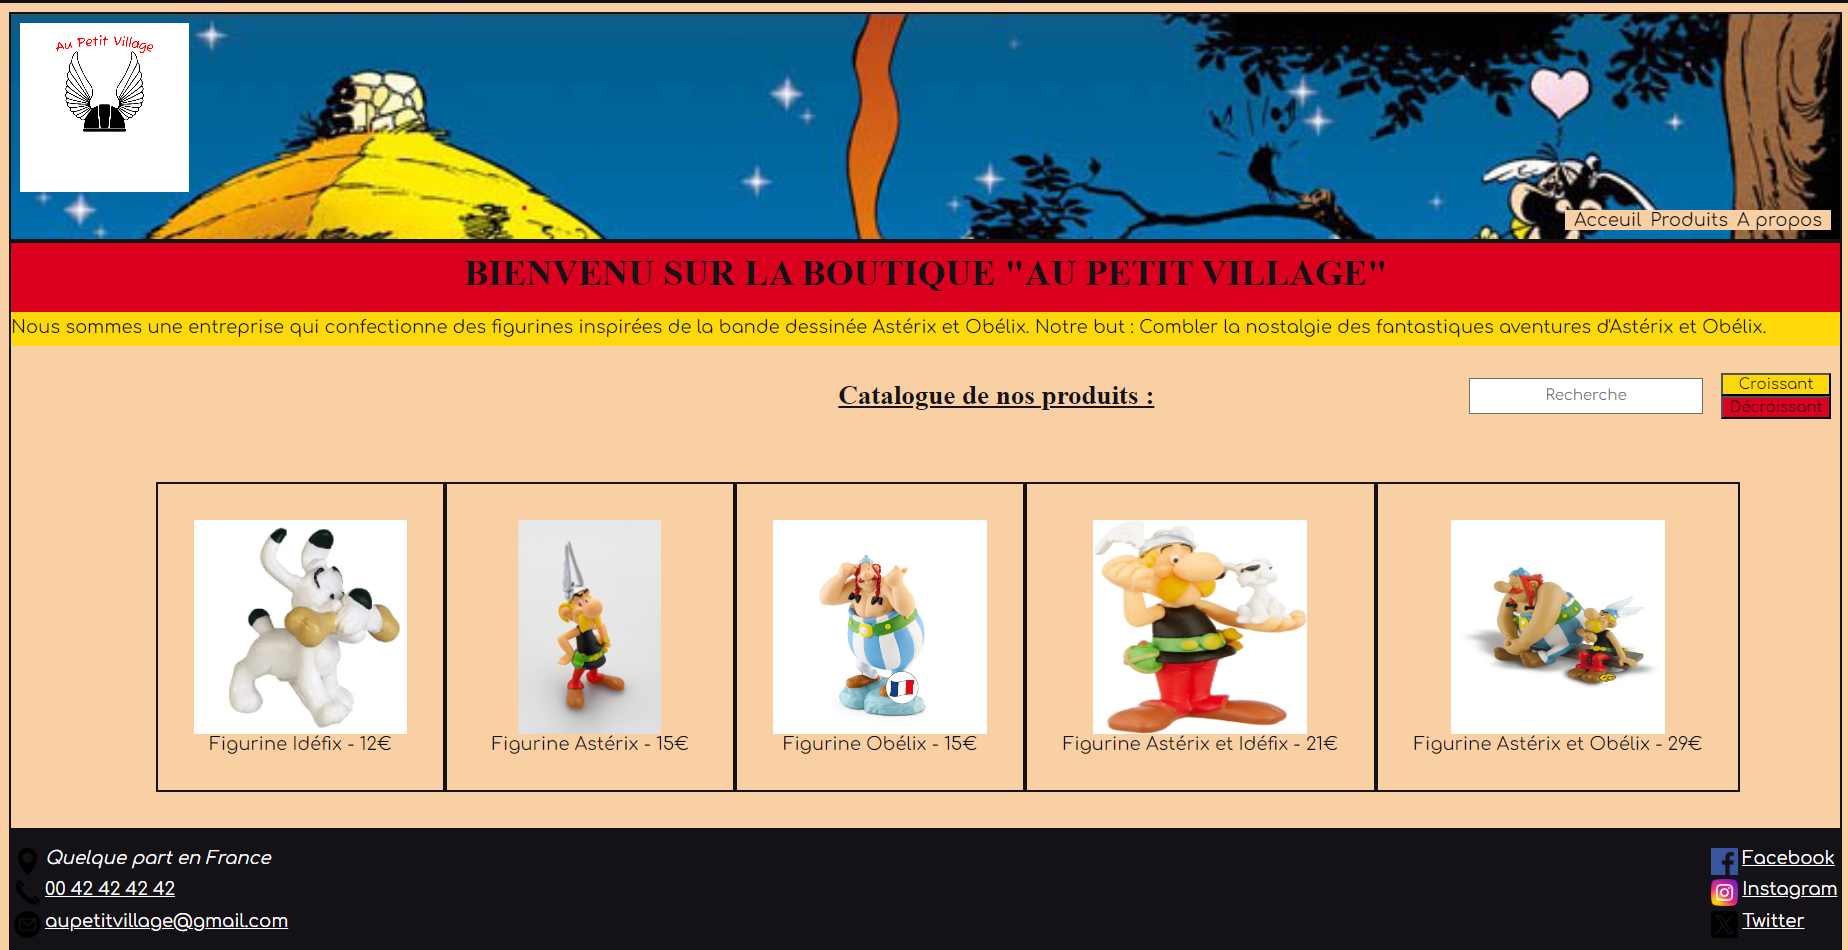 Au Petit Village
Acceuil Produits A propos
BIENVENU SUR LA BOUTIQUE "AU PETIT VILLAGE"
Nous sommes une entreprise qui confectionne des figurines inspirées de la bande dessinée Astérix et Obélix. Notre but : Combler la nostalgie des fantastiques aventures d'Astérix et Obélix.
Catalogue de nos produits :
Recherche
Croissant
Décroissant
Figurine Idéfix - 12€
Figurine Astérix - 15€
Figurine Obélix - 15€
Figurine Astérix et Idéfix - 21€
Figurine Astérix et Obélix - 29€
Quelque part en France
00 42 42 42 42
aupetitvillage@gmail.com
Facebook
Instagram
Twitter